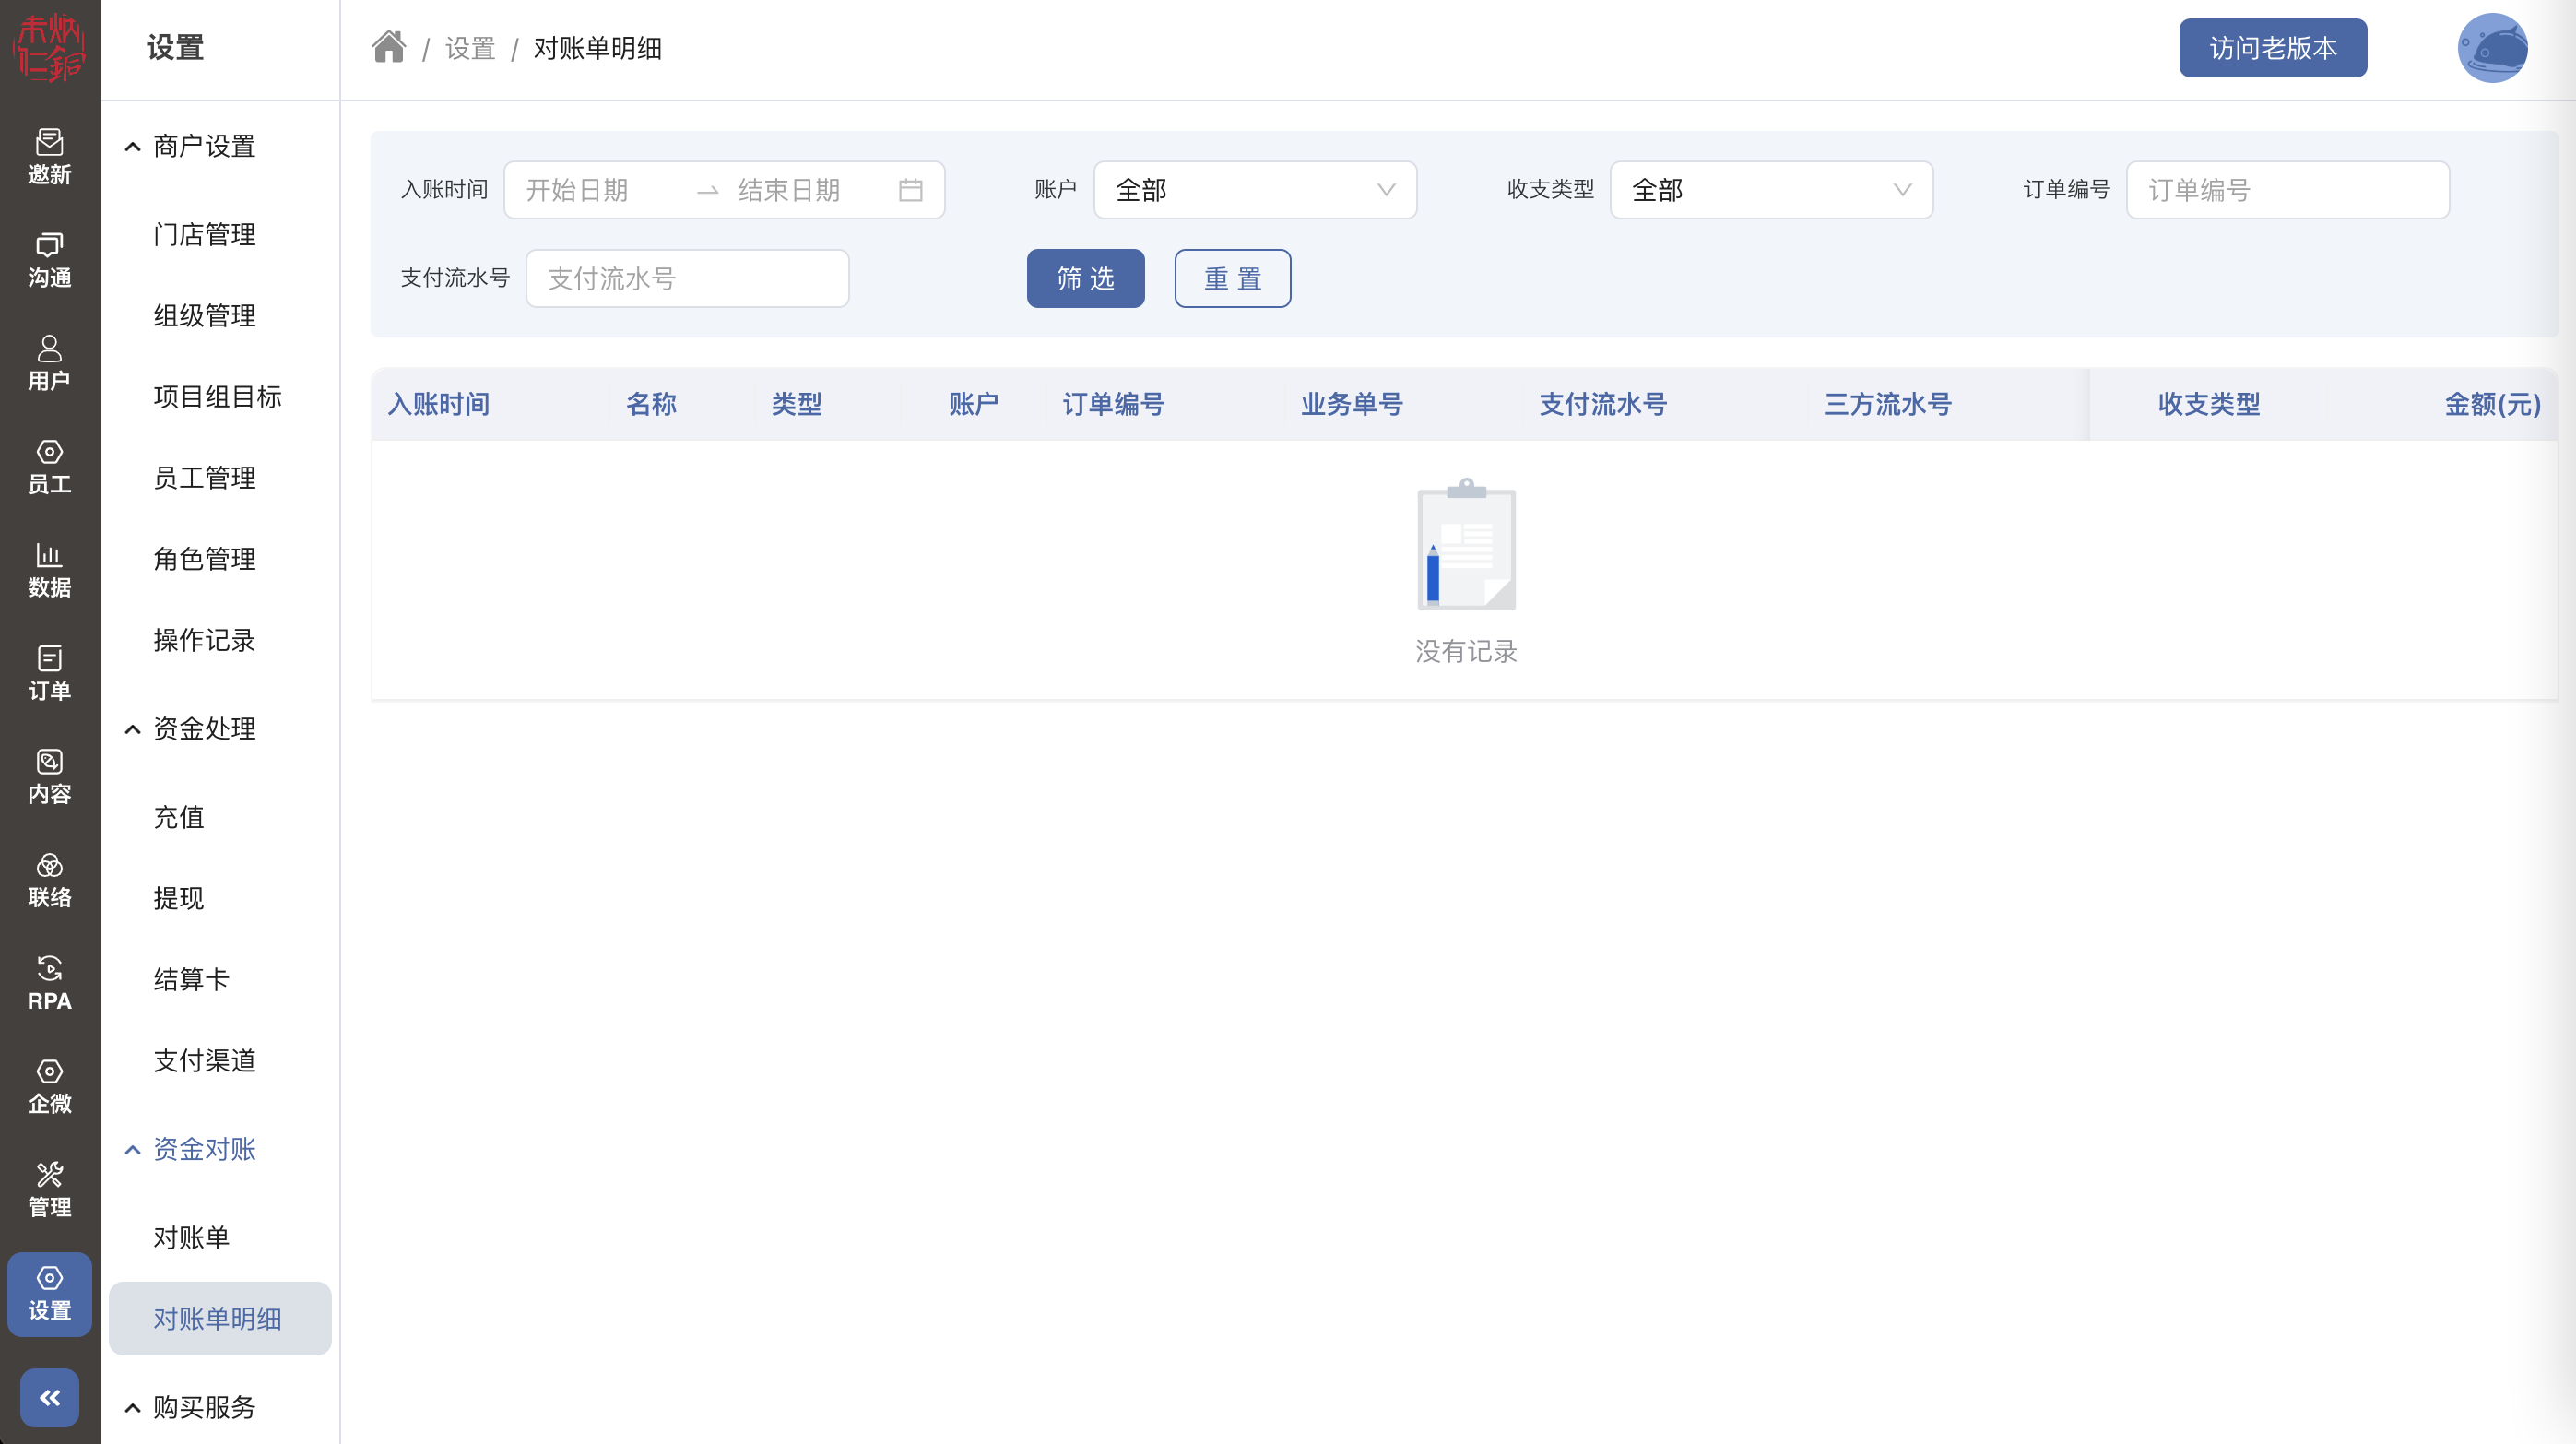 设置
/ 设置 / 对账单明细
访问老版本
邀新
沟通
用户
员工
数据
订单
内容
联络
RPA
企微
管理
设置
商户设置
门店管理
组级管理
项目组目标
员工管理
角色管理
操作记录
资金处理
充值
提现
结算卡
支付渠道
资金对账
对账单
对账单明细
购买服务
入账时间 开始日期 结束日期 账户 全部 收支类型 全部 订单编号 订单编号
支付流水号 支付流水号 筛 选 重 置
入账时间 名称 类型 账户 订单编号 业务单号 支付流水号 三方流水号 收支类型 金额(元)
没有记录